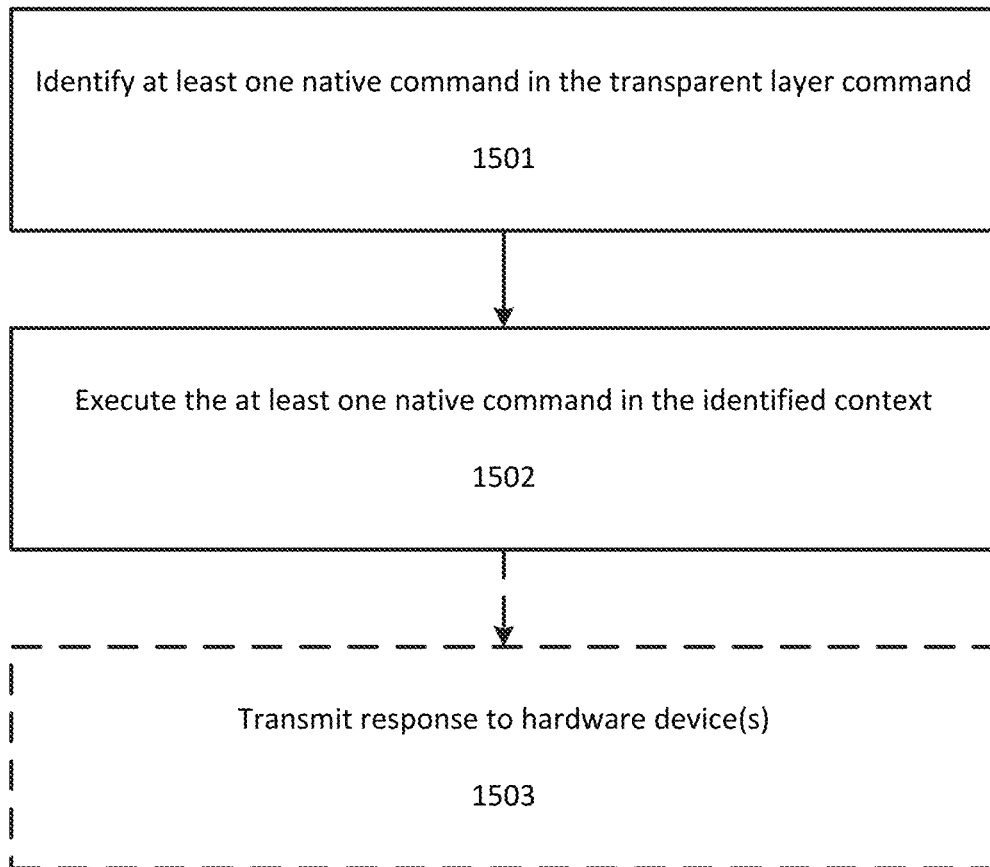 Identify at least one native command in the transparent layer command
1501
Execute the at least one native command in the identified context
1502
Transmit response to hardware device(s)
1503